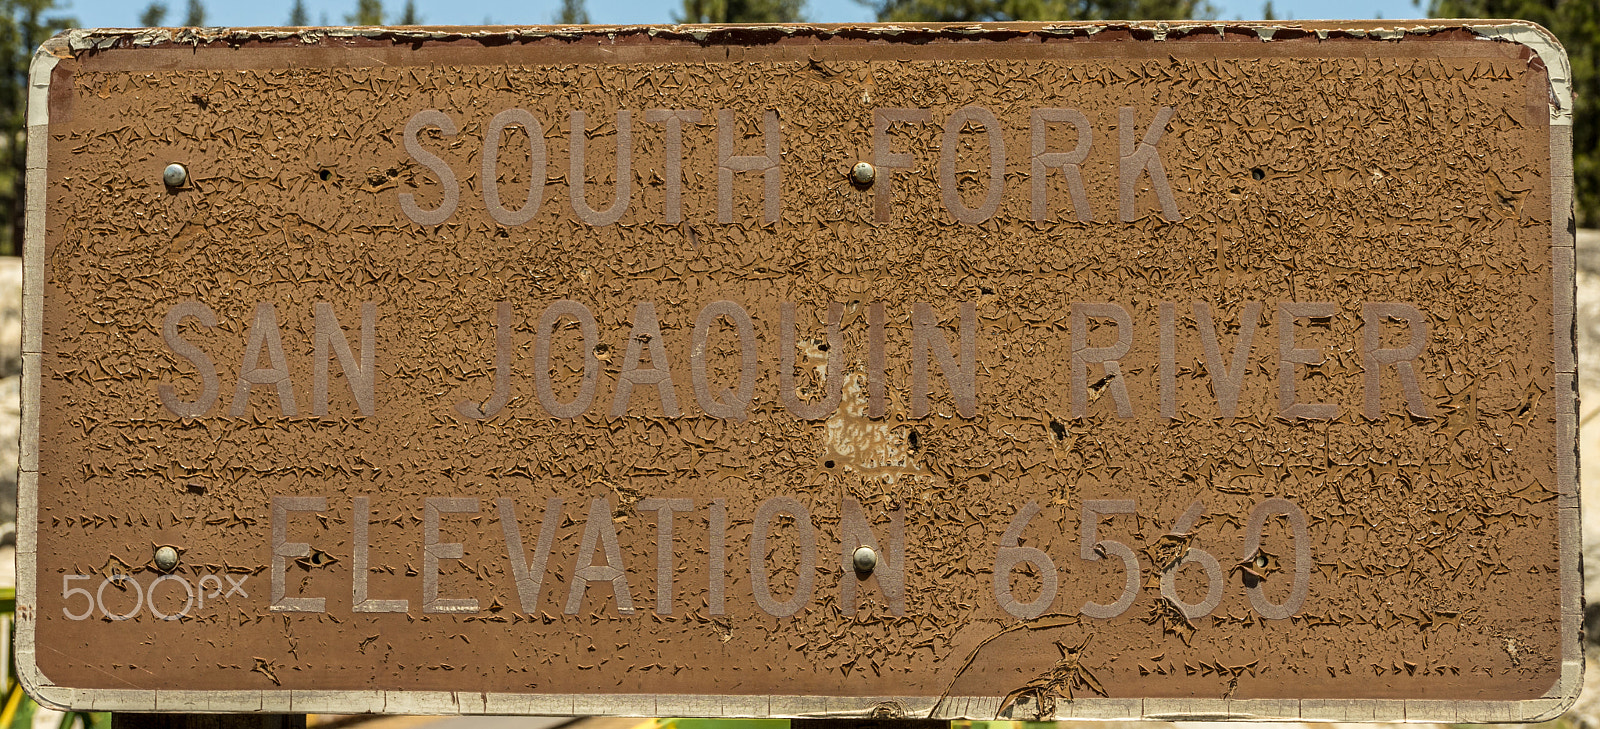 SOUTH FORK
SAN JOAQUIN RIVER
ELEVATION 6560
500px